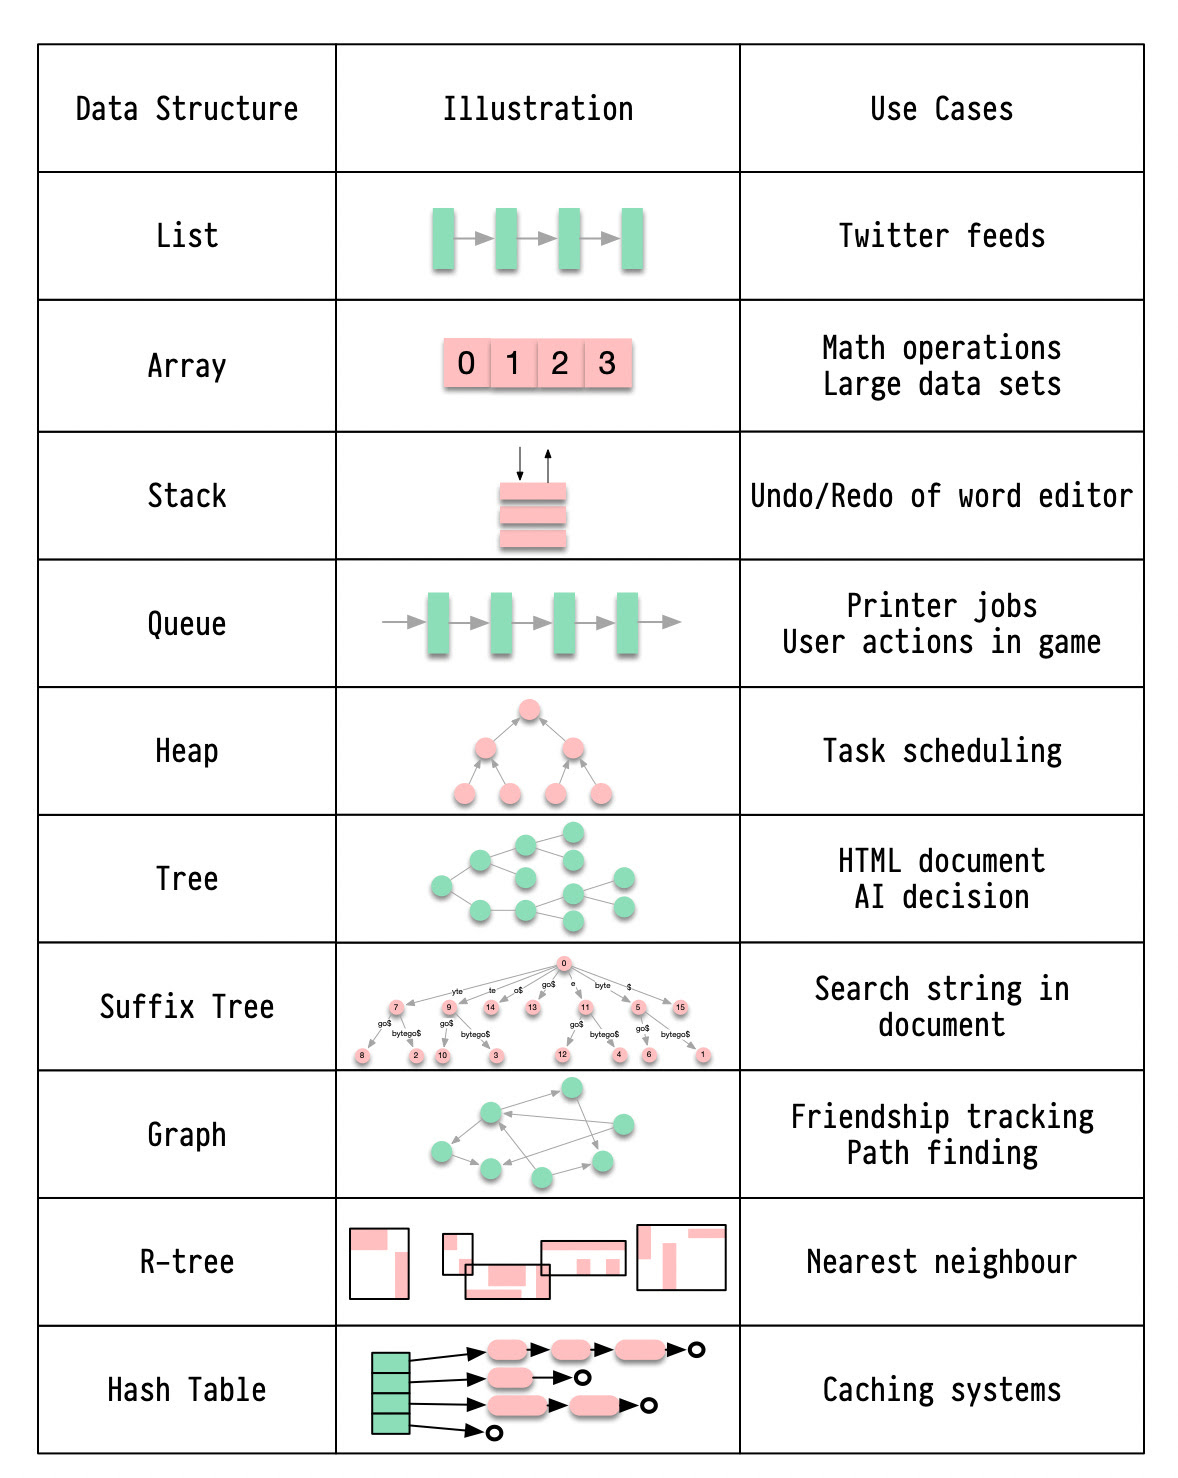 Data Structure
Illustration
Use Cases
List
Twitter feeds
Array
0 1 2 3
Math operations
Large data sets
Stack
Undo/Redo of word editor
Queue
Printer jobs
User actions in game
Heap
Task scheduling
Tree
HTML document
AI decision
Suffix Tree
0
yte te o$ go$ e byte $
7 9 14 13 11 5 15
go$ bytego$ go$ bytego$ go$ bytego$ go$ bytego$
8 2 10 3 12 4 6 1
Search string in
document
Graph
Friendship tracking
Path finding
R-tree
Nearest neighbour
Hash Table
Caching systems